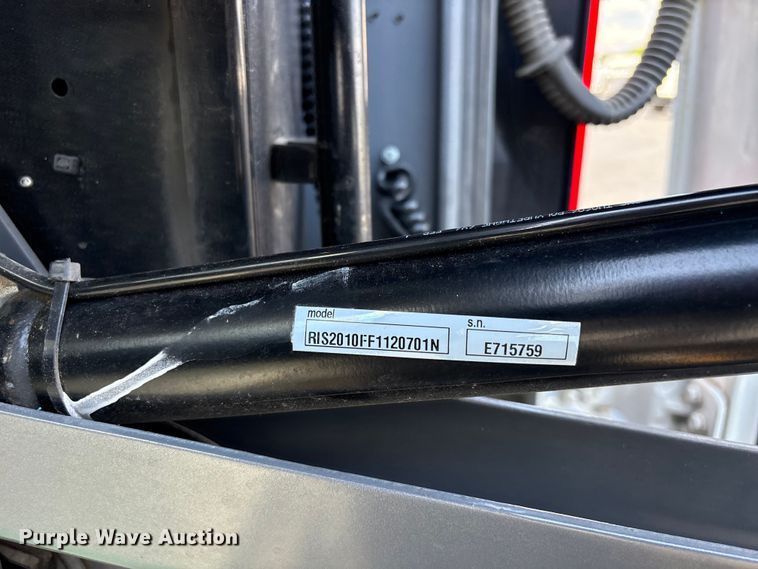 model
s.n.
RIS2010FF1120701N
E715759
Purple Wave Auction